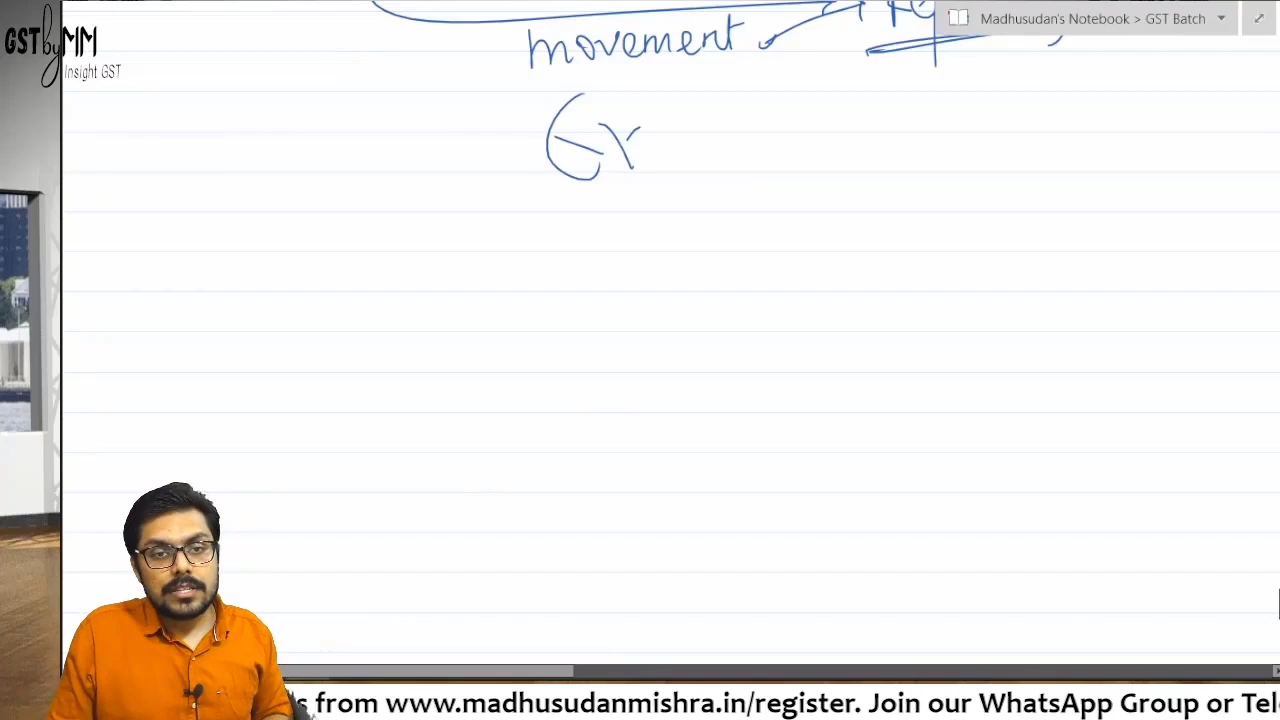 GST by MM
Insight GST
Madhusudan's Notebook > GST Batch
movement
Ex
s from www.madhusudanmishra.in/register. Join our WhatsApp Group or Tel